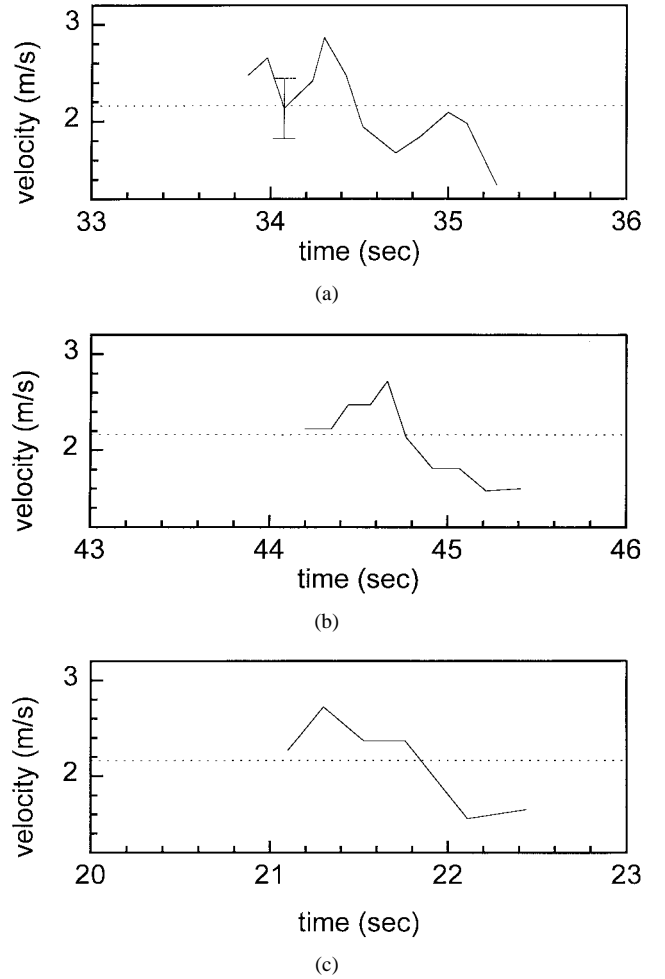 velocity (m/s)
3
2
33 34 35 36
time (sec)
(a)
velocity (m/s)
3
2
43 44 45 46
time (sec)
(b)
velocity (m/s)
3
2
20 21 22 23
time (sec)
(c)